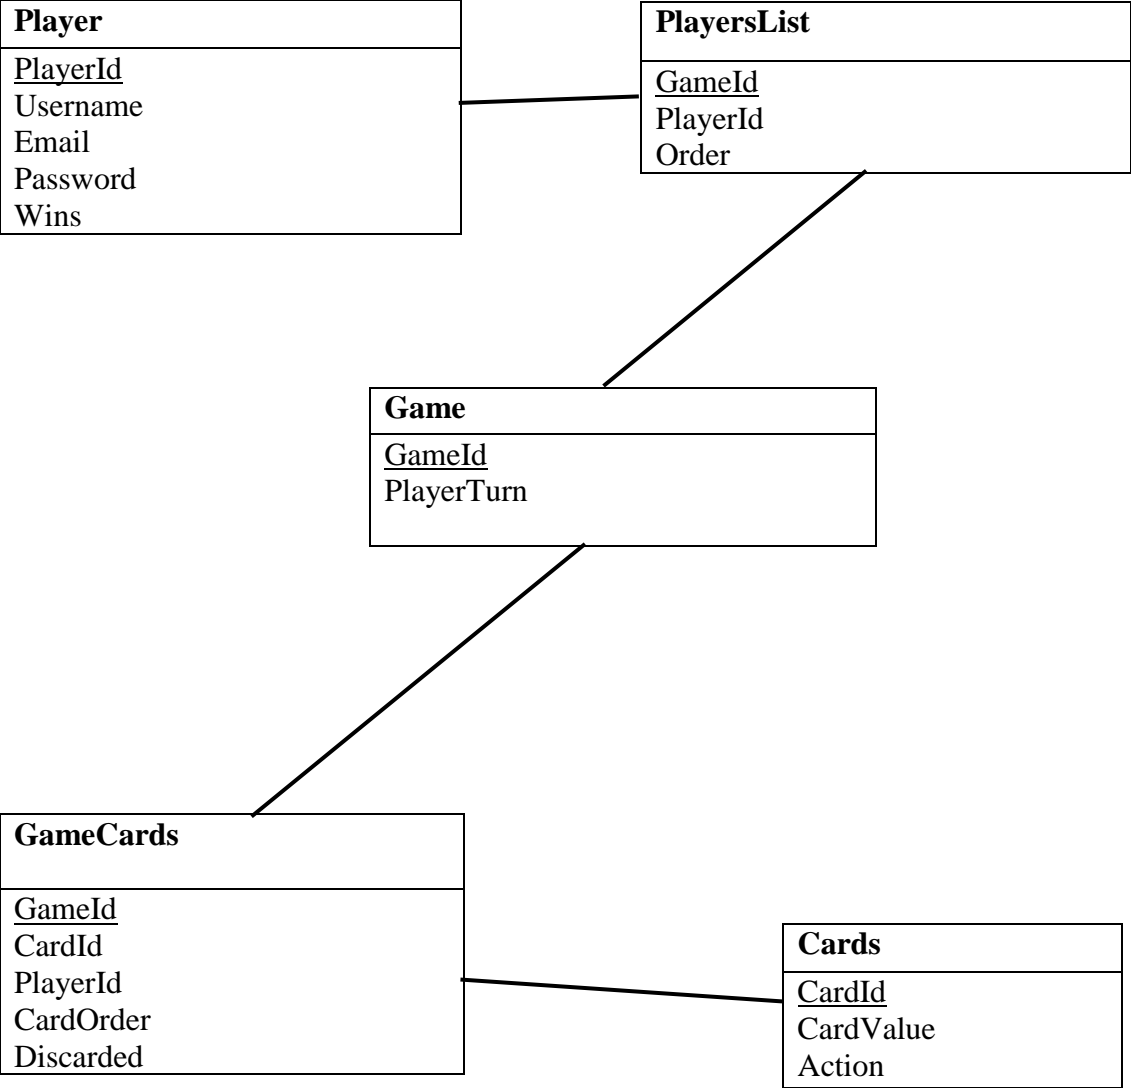 Player
PlayerId
Username
Email
Password
Wins
PlayersList
GameId
PlayerId
Order
Game
GameId
PlayerTurn
GameCards
GameId
CardId
PlayerId
CardOrder
Discarded
Cards
CardId
CardValue
Action